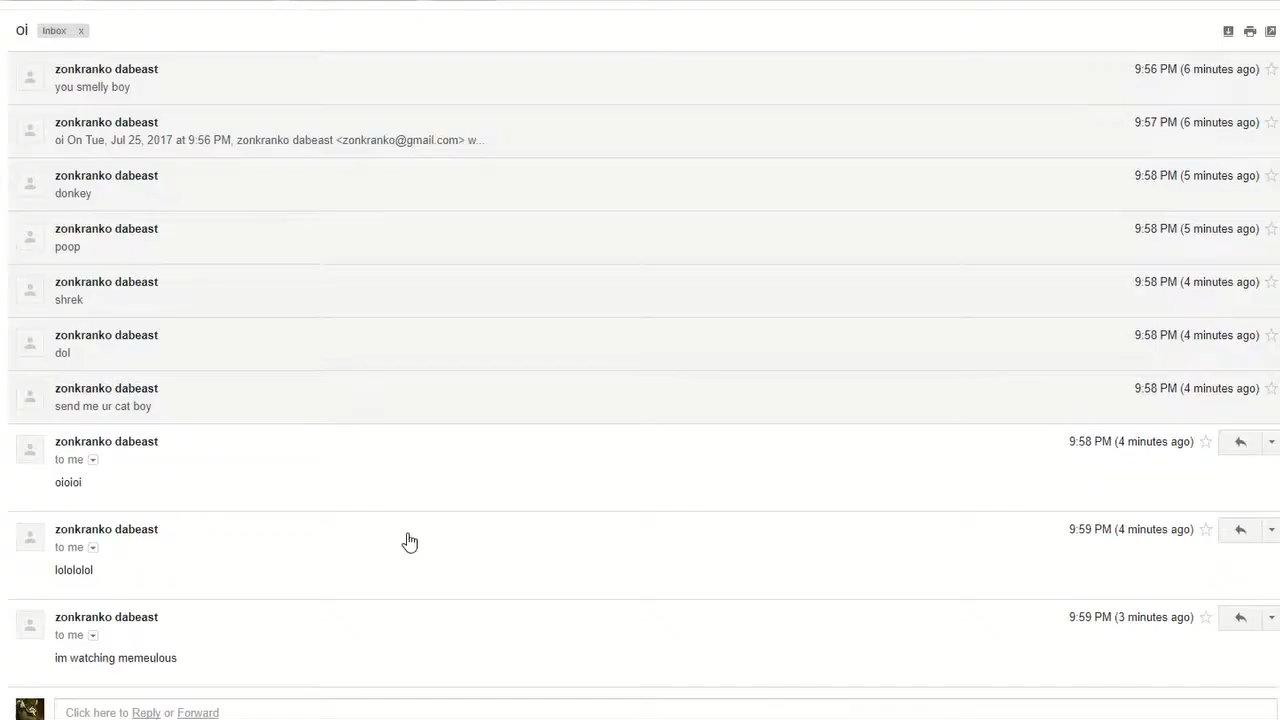 oi Inbox x
zonkranko dabeast 9:56 PM (6 minutes ago)
you smelly boy
zonkranko dabeast 9:57 PM (6 minutes ago)
oi On Tue, Jul 25, 2017 at 9:56 PM, zonkranko dabeast <zonkranko@gmail.com> w...
zonkranko dabeast 9:58 PM (5 minutes ago)
donkey
zonkranko dabeast 9:58 PM (5 minutes ago)
poop
zonkranko dabeast 9:58 PM (4 minutes ago)
shrek
zonkranko dabeast 9:58 PM (4 minutes ago)
dol
zonkranko dabeast 9:58 PM (4 minutes ago)
send me ur cat boy
zonkranko dabeast 9:58 PM (4 minutes ago)
to me
oioioi
zonkranko dabeast 9:59 PM (4 minutes ago)
to me
lolololol
zonkranko dabeast 9:59 PM (3 minutes ago)
to me
im watching memeulous
Click here to Reply or Forward